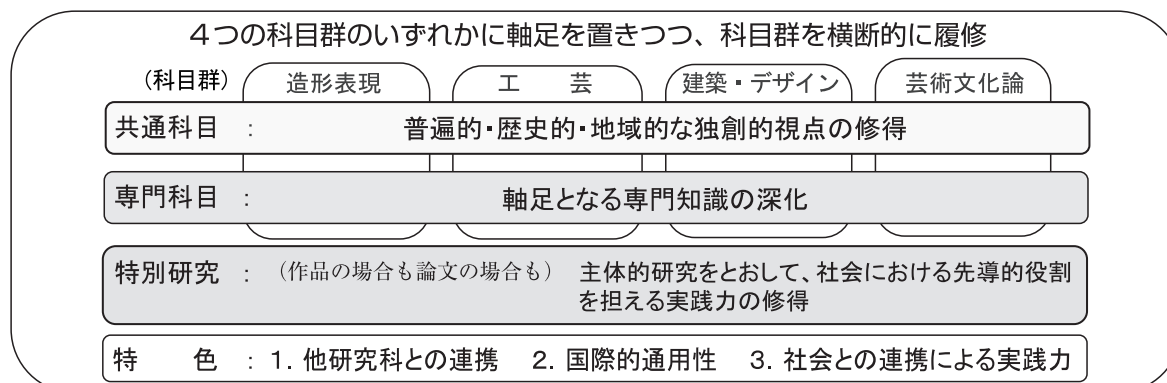 ４つの科目群のいずれかに軸足を置きつつ、科目群を横断的に履修
(科目群) 造形表現 工　芸 建築・デザイン 芸術文化論
共通科目 ： 普遍的・歴史的・地域的な独創的視点の修得
専門科目 ： 軸足となる専門知識の深化
特別研究 ： （作品の場合も論文の場合も） 主体的研究をとおして、社会における先導的役割
を担える実践力の修得
特　色 ： 1. 他研究科との連携　2. 国際的通用性　3. 社会との連携による実践力